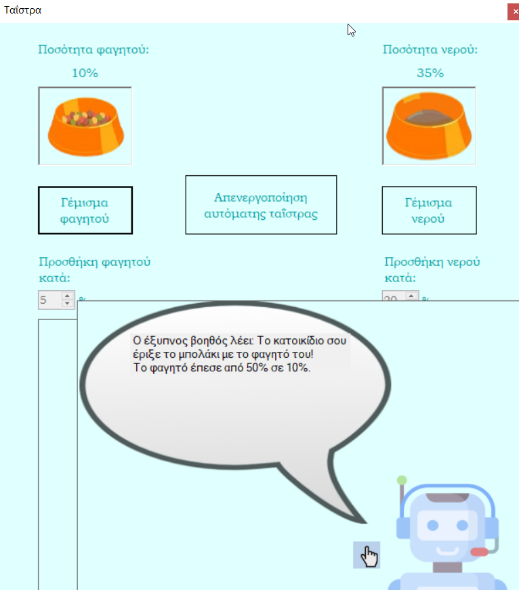 Ταΐστρα
Ποσότητα φαγητού:
10%
Ποσότητα νερού:
35%
Γέμισμα
φαγητού
Απενεργοποίηση
αυτόματης ταΐστρας
Γέμισμα
νερού
Προσθήκη φαγητού
κατά:
5 %
Προσθήκη νερού
κατά:
20 %
Ο έξυπνος βοηθός λέει: Το κατοικίδιο σου
έριξε το μπολάκι με το φαγητό του!
Το φαγητό έπεσε από 50% σε 10%.